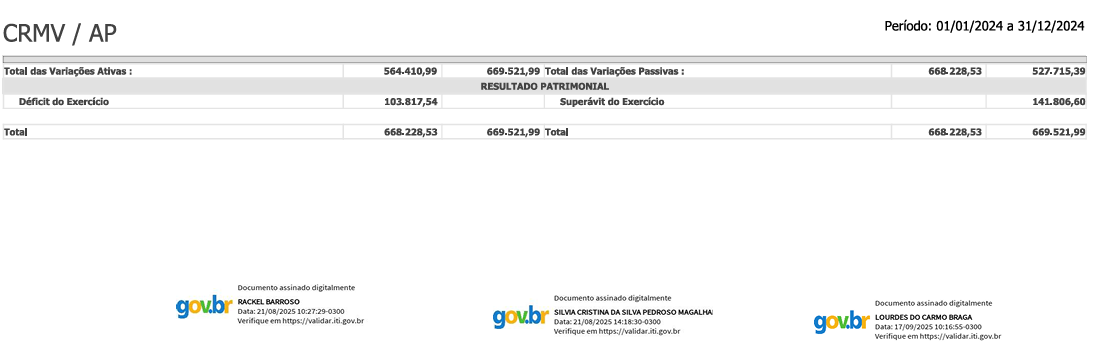 CRMV / AP
Período: 01/01/2024 a 31/12/2024
Total das Variações Ativas : 564.410,99 669.521,99 Total das Variações Passivas : 668.228,53 527.715,39
RESULTADO PATRIMONIAL
Déficit do Exercício 103.817,54 Superávit do Exercício 141.806,60
Total 668.228,53 669.521,99 Total 668.228,53 669.521,99
gov.br
Documento assinado digitalmente
RACKEL BARROSO
Data: 21/08/2025 10:27:29-0300
Verifique em https://validar.iti.gov.br
gov.br
Documento assinado digitalmente
SILVIA CRISTINA DA SILVA PEDROSO MAGALHA
Data: 21/08/2025 14:18:30-0300
Verifique em https://validar.iti.gov.br
gov.br
Documento assinado digitalmente
LOURDES DO CARMO BRAGA
Data: 17/09/2025 10:16:55-0300
Verifique em https://validar.iti.gov.br